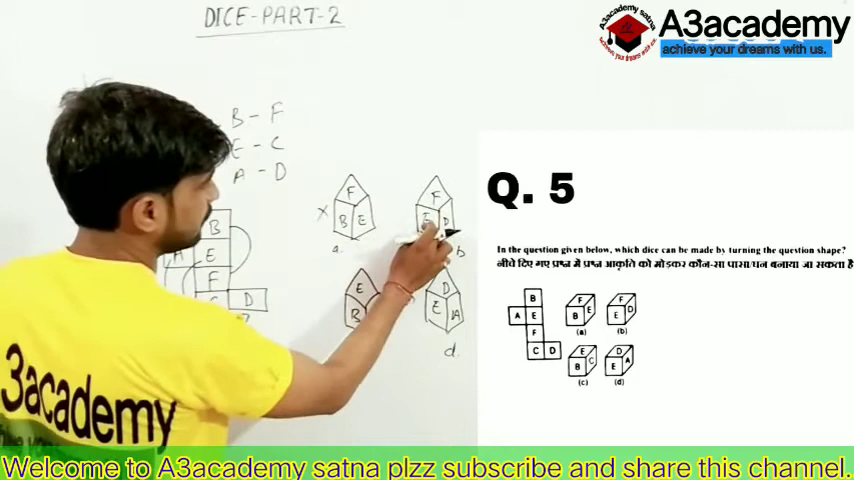 DICE-PART-2
A3academy satna
A3academy
achieve your dreams with us.
B - F
E - C
A - D
B
A E
F
D
F
B E
a.
F
E D
b
E
B
D
E A
d.
Q. 5
In the question given below, which dice can be made by turning the question shape?
नीचे दिए गए प्रश्न में प्रश्न आकृति को मोड़कर कौन-सा पासा/घन बनाया जा सकता है
B
A E
F
C D
F
B E
(a)
F
E D
(b)
E
B C
(c)
D
E A
(d)
3academy
academy
Welcome to A3academy satna plzz subscribe and share this channel.